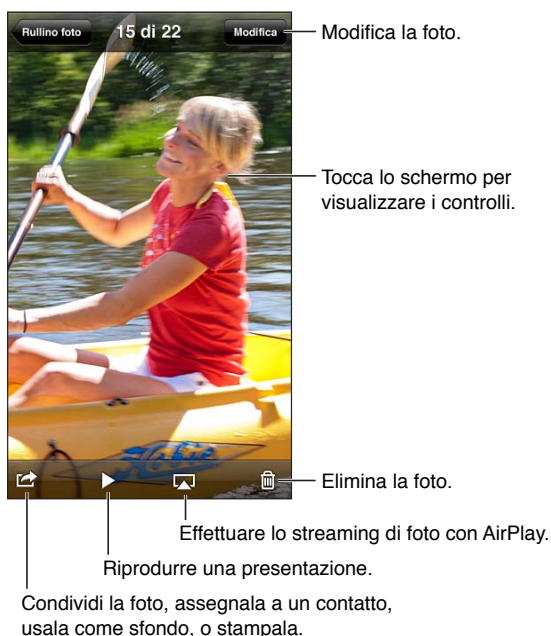 Rullino foto
15 di 22
Modifica
Modifica la foto.
Tocca lo schermo per
visualizzare i controlli.
Hobie
Elimina la foto.
Effettuare lo streaming di foto con AirPlay.
Riprodurre una presentazione.
Condividi la foto, assegnala a un contatto,
usala come sfondo, o stampala.